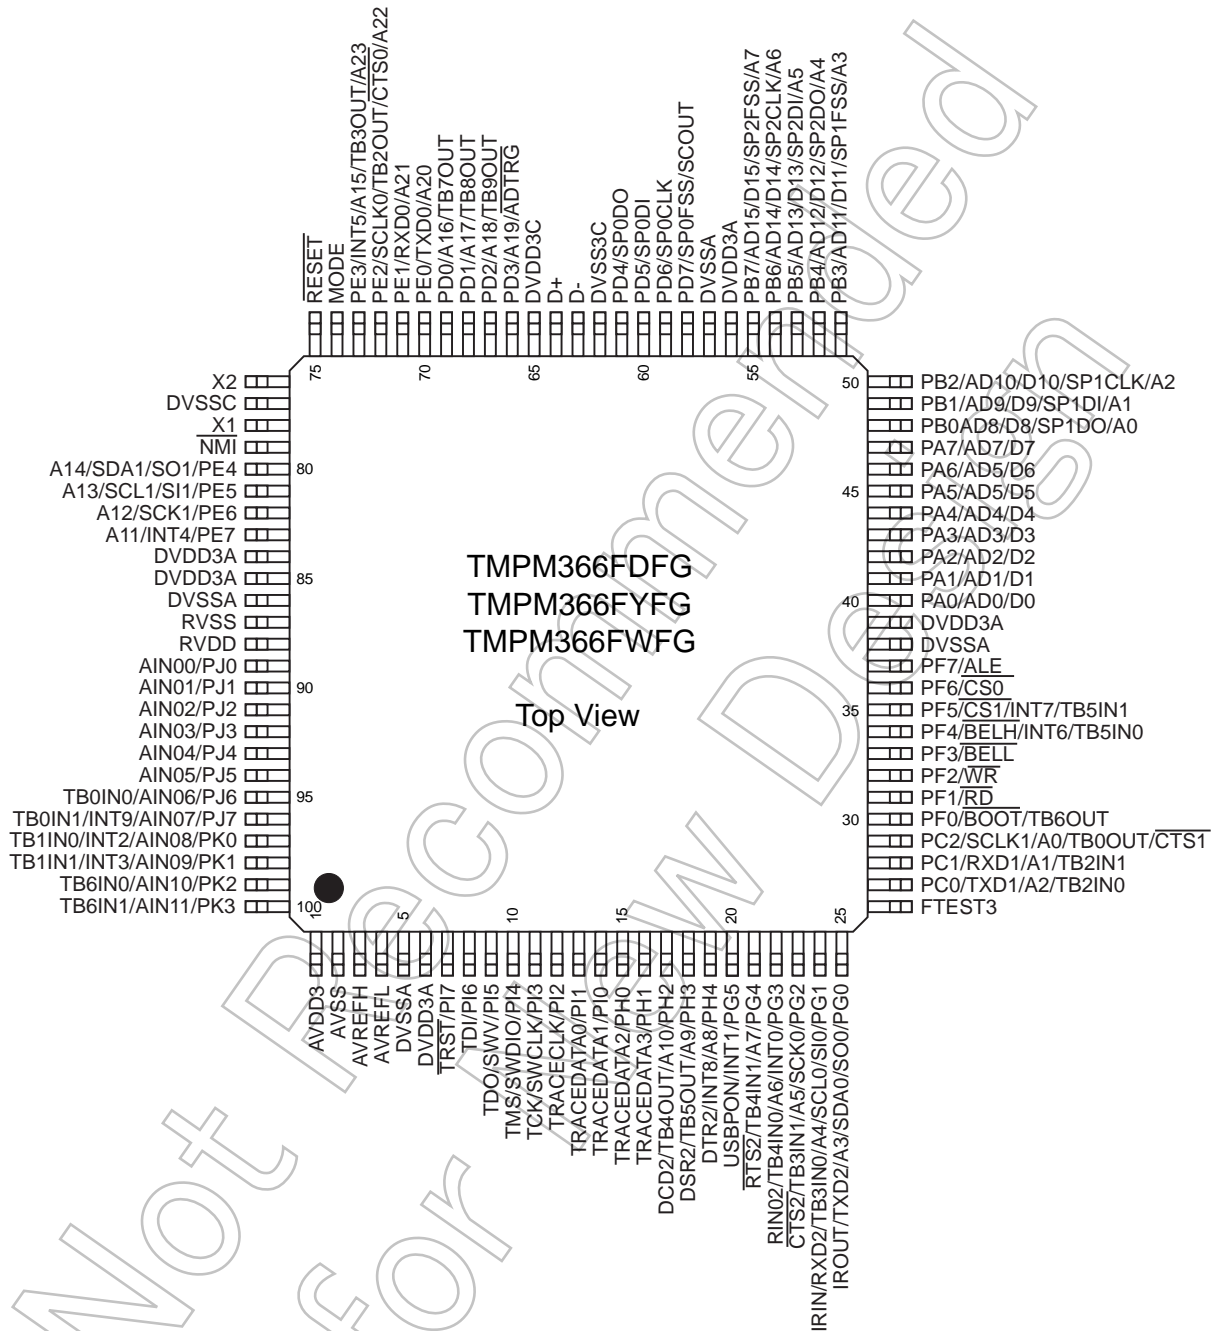 RESET
MODE
PE3/INT5/A15/TB3OUT/A23
PE2/SCLK0/TB2OUT/CTS0/A22
PE1/RXD0/A21
PE0/TXD0/A20
PD0/A16/TB7OUT
PD1/A17/TB8OUT
PD2/A18/TB9OUT
PD3/A19/ADTRG
DVDD3C
D+
D-
DVSS3C
PD4/SP0DO
PD5/SP0DI
PD6/SP0CLK
PD7/SP0FSS/SCOUT
DVSSA
DVDD3A
PB7/AD15/D15/SP2FSS/A7
PB6/AD14/D14/SP2CLK/A6
PB5/AD13/D13/SP2DI/A5
PB4/AD12/D12/SP2DO/A4
PB3/AD11/D11/SP1FSS/A3
75
70
65
60
55
X2
DVSSC
X1
NMI
A14/SDA1/SO1/PE4
A13/SCL1/SI1/PE5
A12/SCK1/PE6
A11/INT4/PE7
DVDD3A
DVDD3A
DVSSA
RVSS
RVDD
AIN00/PJ0
AIN01/PJ1
AIN02/PJ2
AIN03/PJ3
AIN04/PJ4
AIN05/PJ5
TB0IN0/AIN06/PJ6
TB0IN1/INT9/AIN07/PJ7
TB1IN0/INT2/AIN08/PK0
TB1IN1/INT3/AIN09/PK1
TB6IN0/AIN10/PK2
TB6IN1/AIN11/PK3
80
85
90
95
100
TMPM366FDFG
TMPM366FYFG
TMPM366FWFG
Top View
50
45
40
35
30
PB2/AD10/D10/SP1CLK/A2
PB1/AD9/D9/SP1DI/A1
PB0AD8/D8/SP1DO/A0
PA7/AD7/D7
PA6/AD5/D6
PA5/AD5/D5
PA4/AD4/D4
PA3/AD3/D3
PA2/AD2/D2
PA1/AD1/D1
PA0/AD0/D0
DVDD3A
DVSSA
PF7/ALE
PF6/CS0
PF5/CS1/INT7/TB5IN1
PF4/BELH/INT6/TB5IN0
PF3/BELL
PF2/WR
PF1/RD
PF0/BOOT/TB6OUT
PC2/SCLK1/A0/TB0OUT/CTS1
PC1/RXD1/A1/TB2IN1
PC0/TXD1/A2/TB2IN0
FTEST3
1
5
10
15
20
25
AVDD3
AVSS
AVREFH
AVREFL
DVSSA
DVDD3A
TRST/PI7
TDI/PI6
TDO/SWV/PI5
TMS/SWDIO/PI4
TCK/SWCLK/PI3
TRACECLK/PI2
TRACEDATA0/PI1
TRACEDATA1/PI0
TRACEDATA2/PH0
TRACEDATA3/PH1
DCD2/TB4OUT/A10/PH2
DSR2/TB5OUT/A9/PH3
DTR2/INT8/A8/PH4
USBPON/INT1/PG5
RTS2/TB4IN1/A7/PG4
RIN02/TB4IN0/A6/INT0/PG3
CTS2/TB3IN1/A5/SCK0/PG2
IRIN/RXD2/TB3IN0/A4/SCL0/SI0/PG1
IROUT/TXD2/A3/SDA0/SO0/PG0
Not Recommended
for New Design